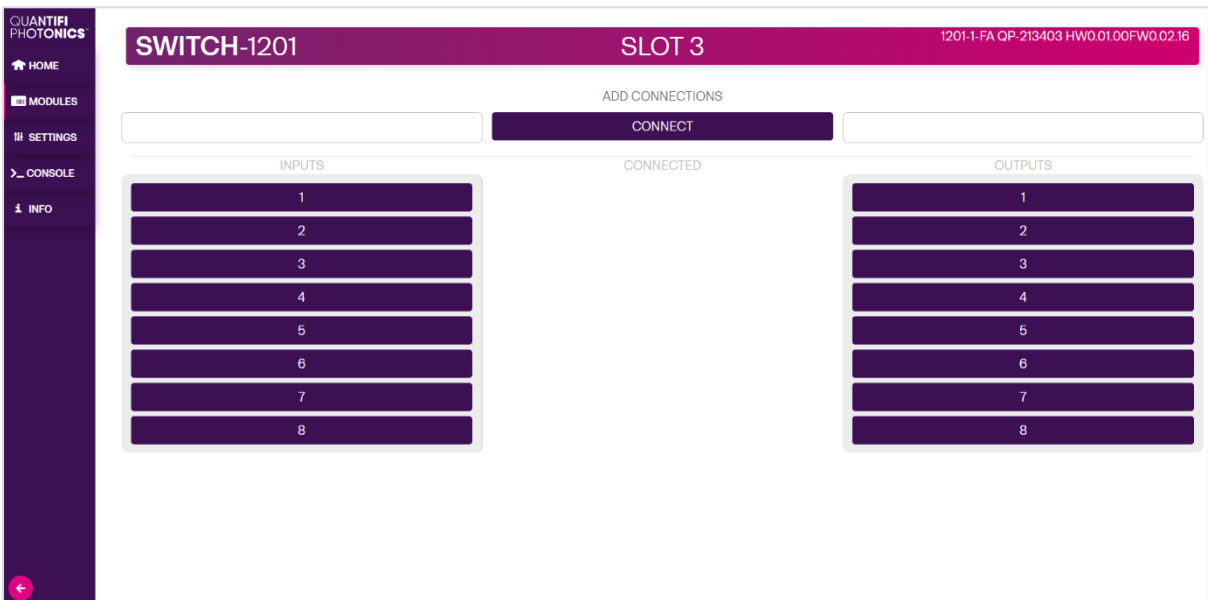 QUANTIFI
PHOTONICS™
HOME
MODULES
SETTINGS
CONSOLE
INFO
SWITCH-1201
SLOT 3
1201-1-FA QP-213403 HW0.01.00FW0.02.16
ADD CONNECTIONS
CONNECT
INPUTS
CONNECTED
OUTPUTS
1
1
2
2
3
3
4
4
5
5
6
6
7
7
8
8